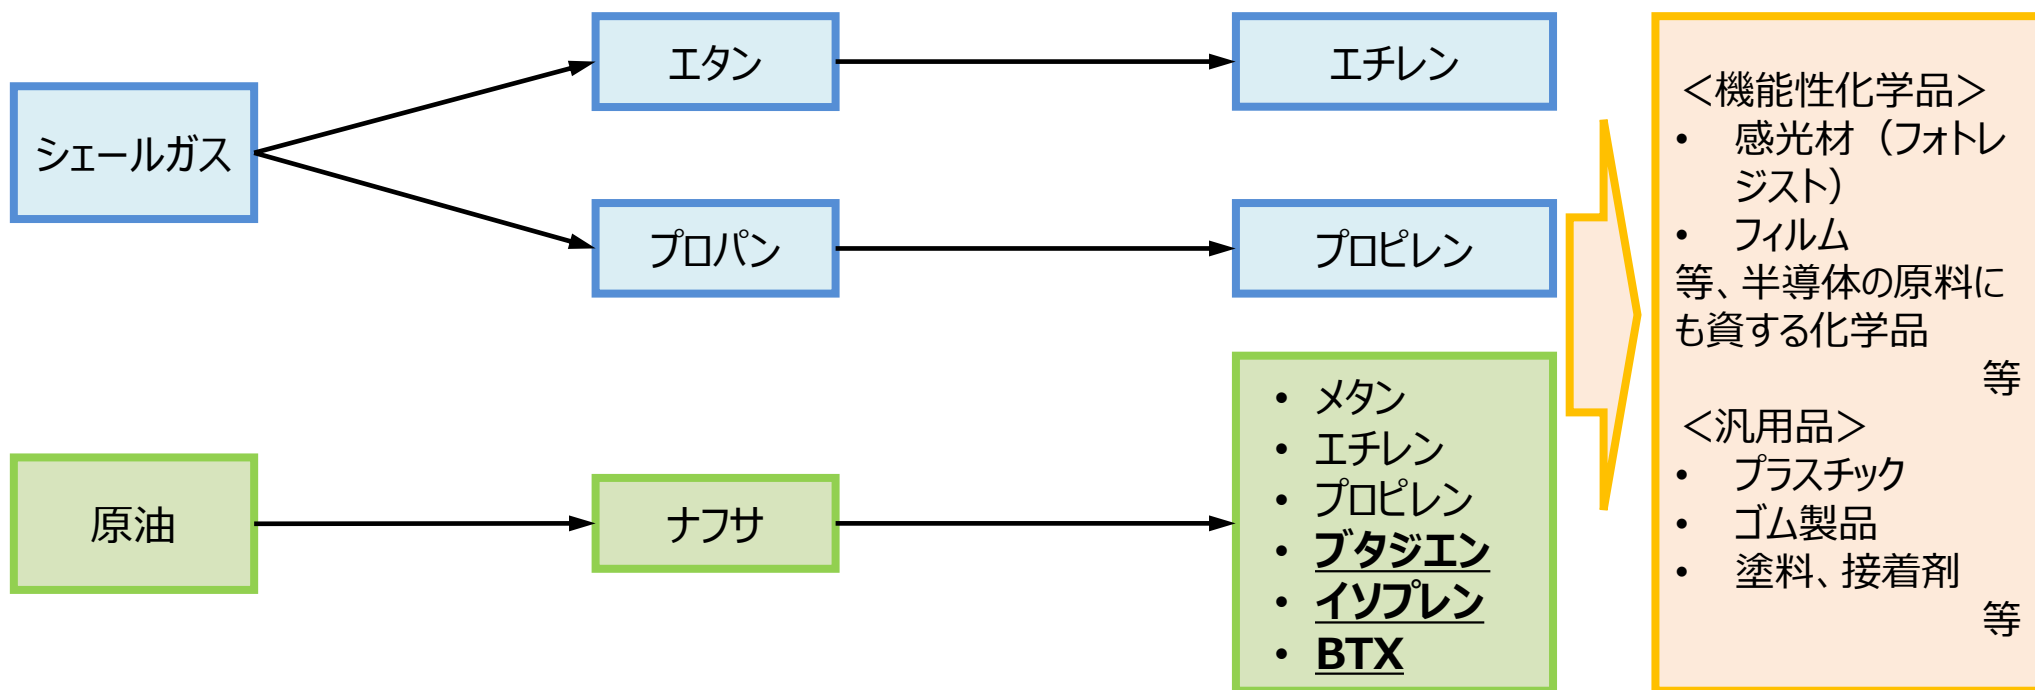 シェールガス
エタン
エチレン
プロパン
プロピレン
原油
ナフサ
• メタン
• エチレン
• プロピレン
• ブタジエン
• イソプレン
• BTX
＜機能性化学品＞
• 感光材（フォトレ
ジスト）
• フィルム
等、半導体の原料に
も資する化学品
等
＜汎用品＞
• プラスチック
• ゴム製品
• 塗料、接着剤
等